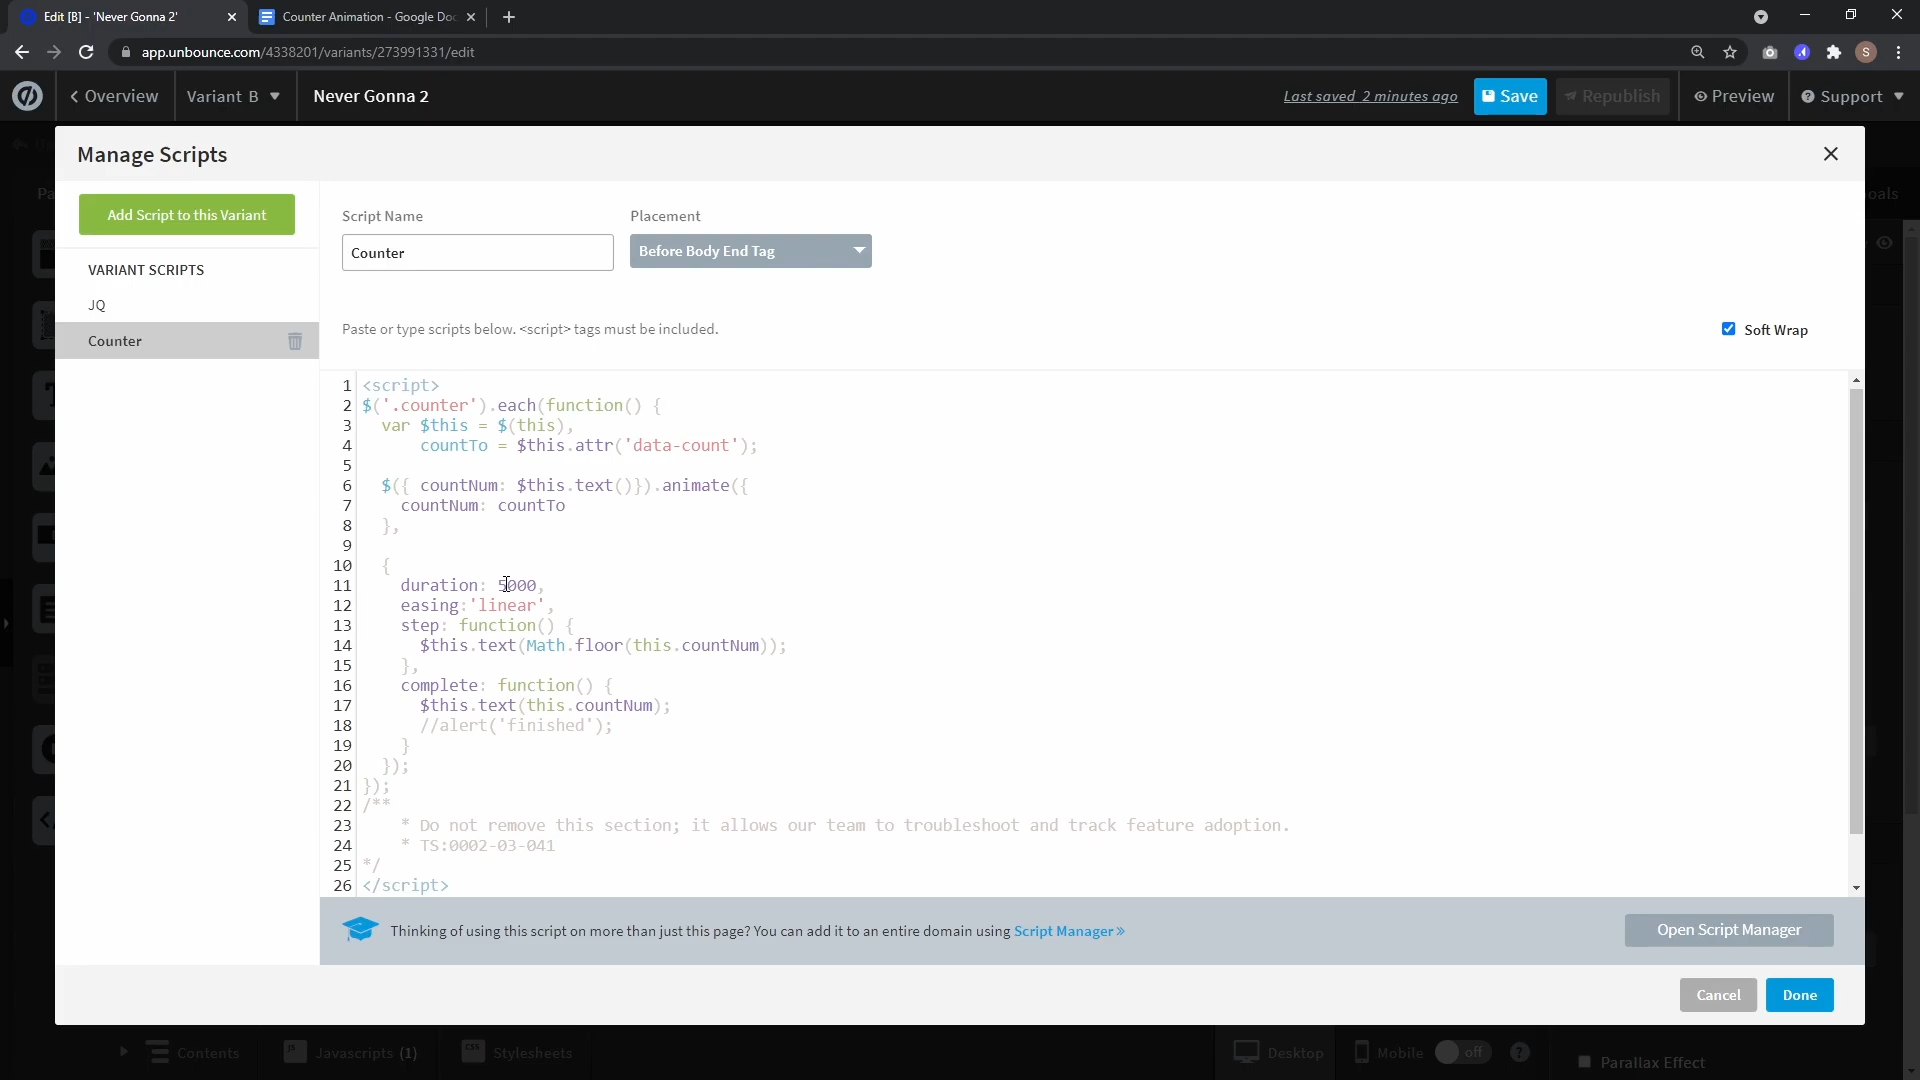 Edit [B] - 'Never Gonna 2'
Counter Animation - Google Doc
app.unbounce.com/4338201/variants/273991331/edit
S
Overview
Variant B
Never Gonna 2
Last saved 2 minutes ago
Save
Republish
Preview
Support
Manage Scripts
Pa
oals
Add Script to this Variant
Script Name
Placement
Counter
Before Body End Tag
VARIANT SCRIPTS
JQ
Counter
Paste or type scripts below. <script> tags must be included.
Soft Wrap
1 <script>
2 $('.counter').each(function() {
3 var $this = $(this),
4 countTo = $this.attr('data-count');
5
6 $({ countNum: $this.text()}).animate({
7 countNum: countTo
8 },
9
10 {
11 duration: 5000,
12 easing:'linear',
13 step: function() {
14 $this.text(Math.floor(this.countNum));
15 },
16 complete: function() {
17 $this.text(this.countNum);
18 //alert('finished');
19 }
20 });
21 });
22 /**
23 * Do not remove this section; it allows our team to troubleshoot and track feature adoption.
24 * TS:0002-03-041
25 */
26 </script>
Thinking of using this script on more than just this page? You can add it to an entire domain using Script Manager »
Open Script Manager
Cancel
Done
Contents
Javascripts (1)
Stylesheets
Desktop
Mobile
off
Parallax Effect